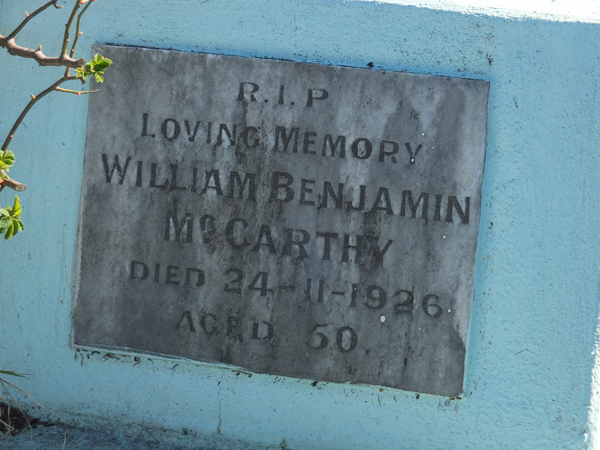 R.I.P
LOVING MEMORY
WILLIAM BENJAMIN
McCARTHY
DIED 24-11-1926
AGED 50.